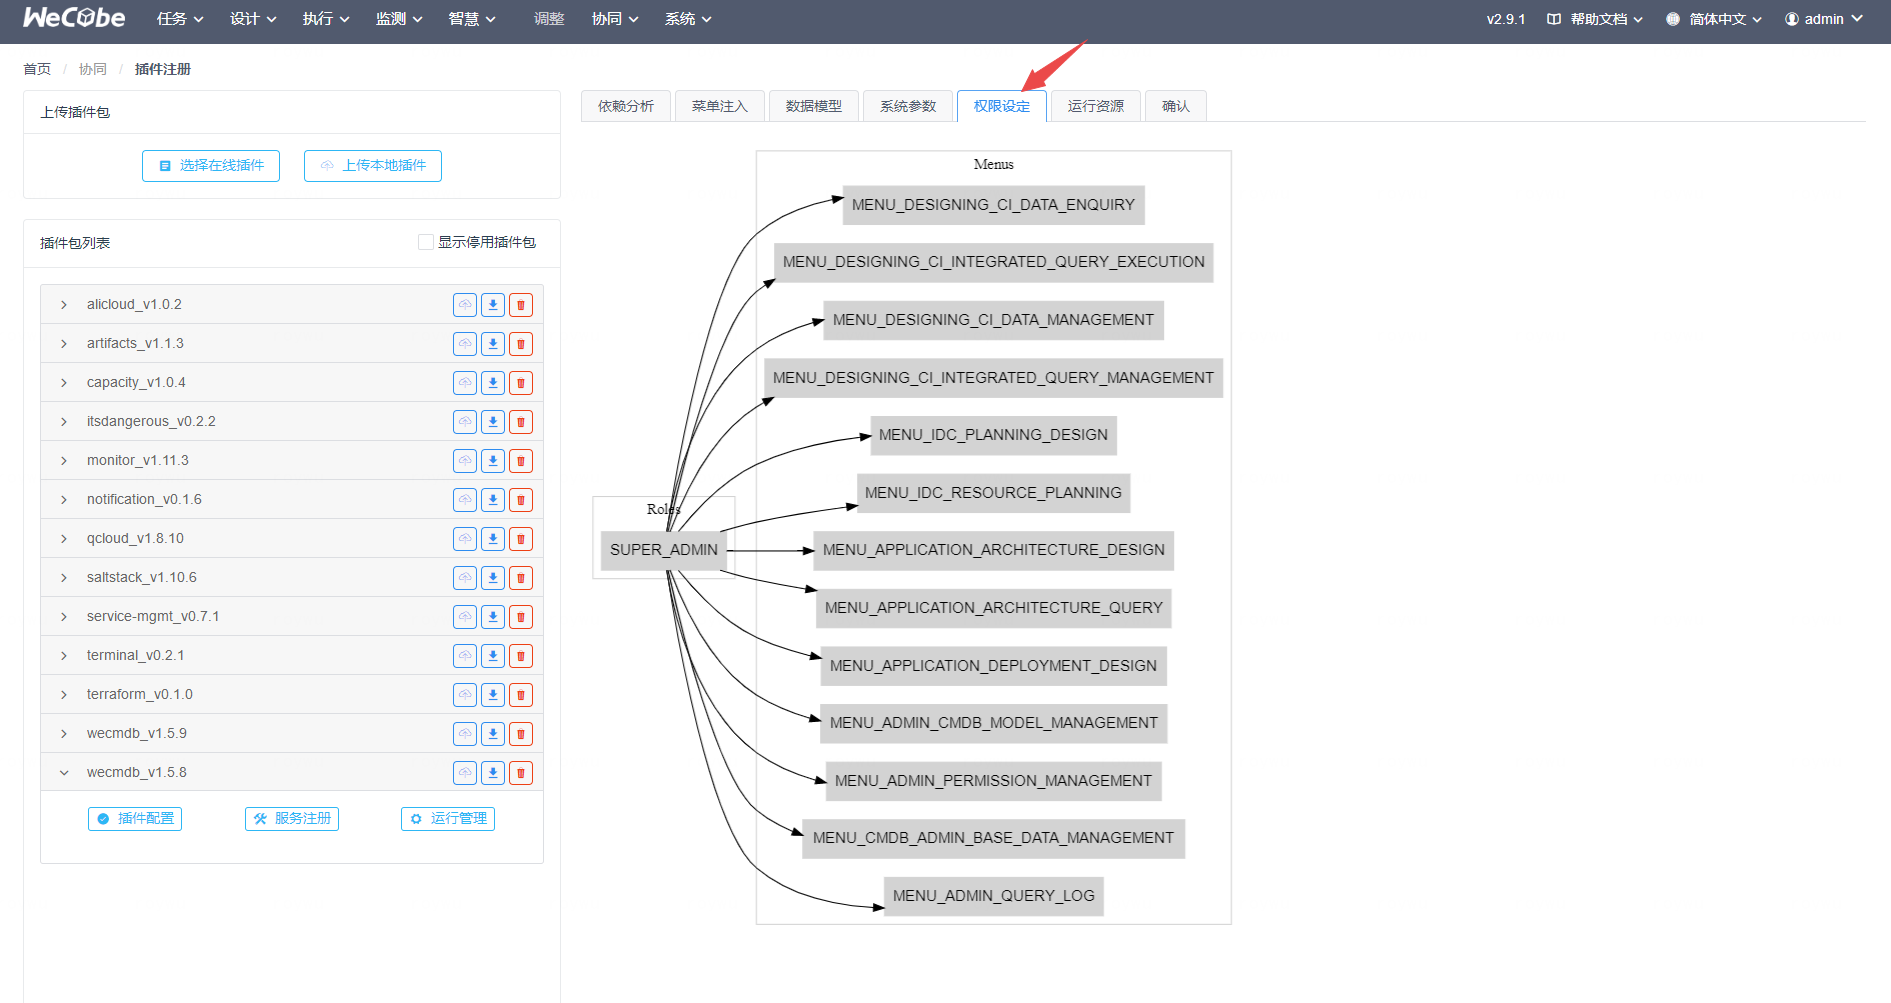 WeCube 任务 设计 执行 监测 智慧 调整 协同 系统 v2.9.1 帮助文档 简体中文 admin
首页 / 协同 / 插件注册
上传插件包
选择在线插件 上传本地插件
插件包列表 显示停用插件包
alicloud_v1.0.2
artifacts_v1.1.3
capacity_v1.0.4
itsdangerous_v0.2.2
monitor_v1.11.3
notification_v0.1.6
qcloud_v1.8.10
saltstack_v1.10.6
service-mgmt_v0.7.1
terminal_v0.2.1
terraform_v0.1.0
wecmdb_v1.5.9
wecmdb_v1.5.8
插件配置 服务注册 运行管理
依赖分析 菜单注入 数据模型 系统参数 权限设定 运行资源 确认
Roles
SUPER_ADMIN
Menus
MENU_DESIGNING_CI_DATA_ENQUIRY
MENU_DESIGNING_CI_INTEGRATED_QUERY_EXECUTION
MENU_DESIGNING_CI_DATA_MANAGEMENT
MENU_DESIGNING_CI_INTEGRATED_QUERY_MANAGEMENT
MENU_IDC_PLANNING_DESIGN
MENU_IDC_RESOURCE_PLANNING
MENU_APPLICATION_ARCHITECTURE_DESIGN
MENU_APPLICATION_ARCHITECTURE_QUERY
MENU_APPLICATION_DEPLOYMENT_DESIGN
MENU_ADMIN_CMDB_MODEL_MANAGEMENT
MENU_ADMIN_PERMISSION_MANAGEMENT
MENU_CMDB_ADMIN_BASE_DATA_MANAGEMENT
MENU_ADMIN_QUERY_LOG